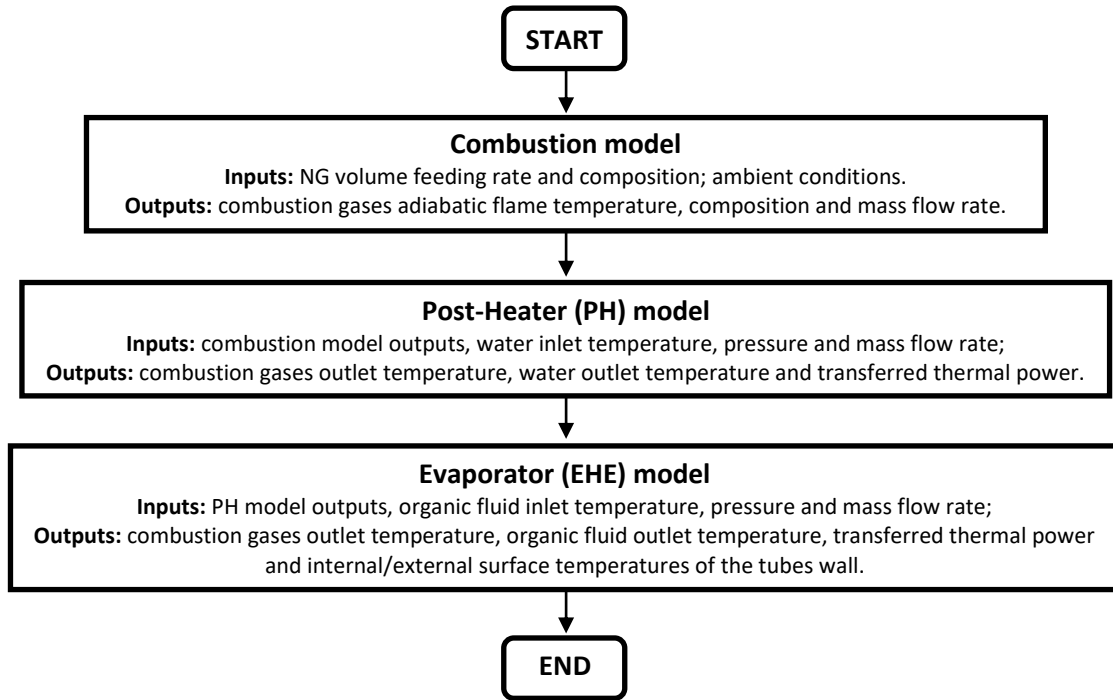 START
Combustion model
Inputs: NG volume feeding rate and composition; ambient conditions.
Outputs: combustion gases adiabatic flame temperature, composition and mass flow rate.
Post-Heater (PH) model
Inputs: combustion model outputs, water inlet temperature, pressure and mass flow rate;
Outputs: combustion gases outlet temperature, water outlet temperature and transferred thermal power.
Evaporator (EHE) model
Inputs: PH model outputs, organic fluid inlet temperature, pressure and mass flow rate;
Outputs: combustion gases outlet temperature, organic fluid outlet temperature, transferred thermal power
and internal/external surface temperatures of the tubes wall.
END